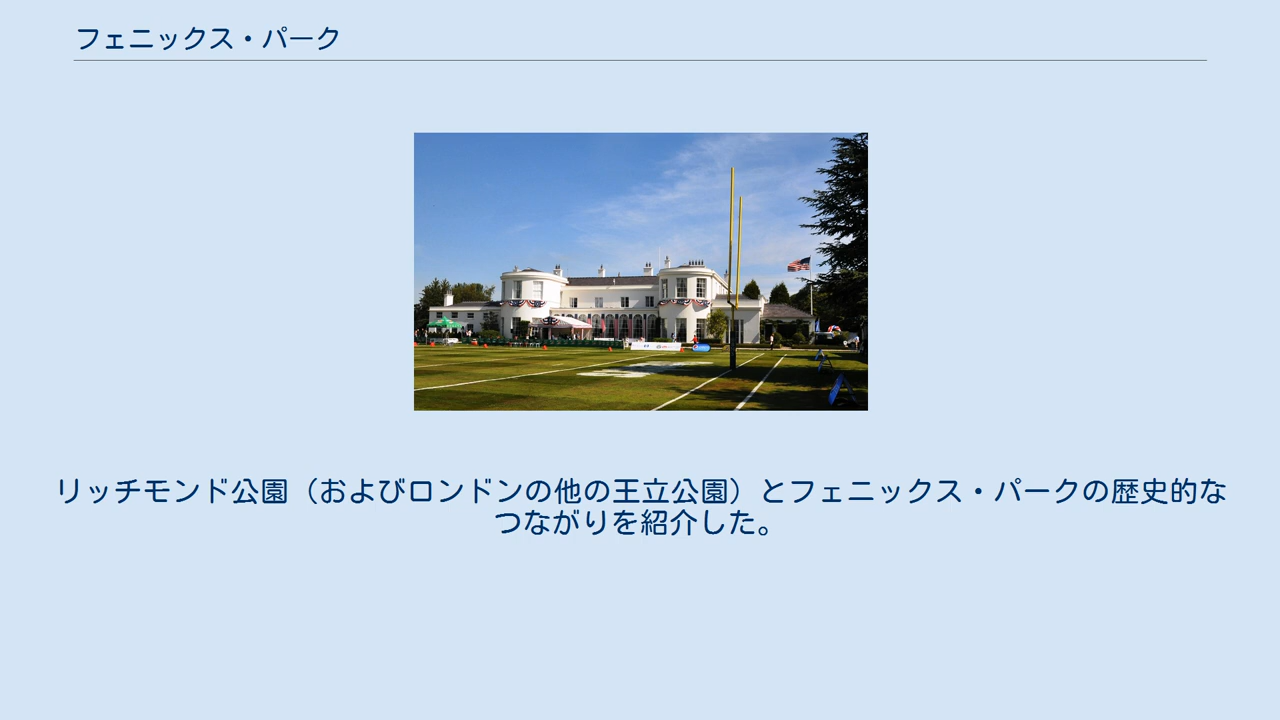 フェニックス・パーク
リッチモンド公園（およびロンドンの他の王立公園）とフェニックス・パークの歴史的な
つながりを紹介した。